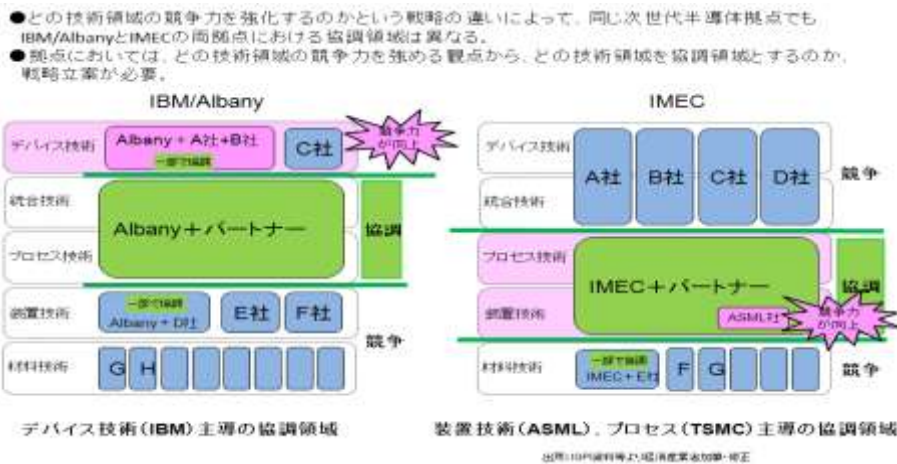 ●どの技術領域の競争力を強化するのかという戦略の違いによって、同じ次世代半導体拠点でも
IBM/AlbanyとIMECの両拠点における協調領域は異なる。
●拠点においては、どの技術領域の競争力を強める観点から、どの技術領域を協調領域とするのか、
戦略立案が必要。
IBM/Albany
デバイス技術
Albany+A社+B社
一部で協調
C社
競争力
が向上
統合技術
プロセス技術
Albany+パートナー
協調
装置技術
一部で協調
Albany+D社
E社
F社
競争
材料技術
G
H
デバイス技術(IBM)主導の協調領域
IMEC
デバイス技術
統合技術
A社
B社
C社
D社
競争
プロセス技術
装置技術
IMEC+パートナー
協調
ASML社
競争力
が向上
材料技術
一部で協調
IMEC+E社
F
G
競争
装置技術(ASML)、プロセス(TSMC)主導の協調領域